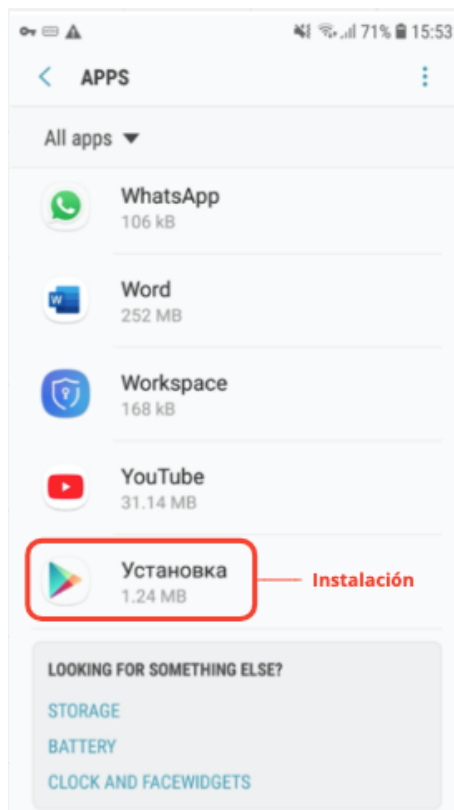 71% 15:53
APPS
All apps
WhatsApp
106 kB
Word
252 MB
W
Workspace
168 kB
YouTube
31.14 MB
Установка
1.24 MB
Instalación
LOOKING FOR SOMETHING ELSE?
STORAGE
BATTERY
CLOCK AND FACEWIDGETS